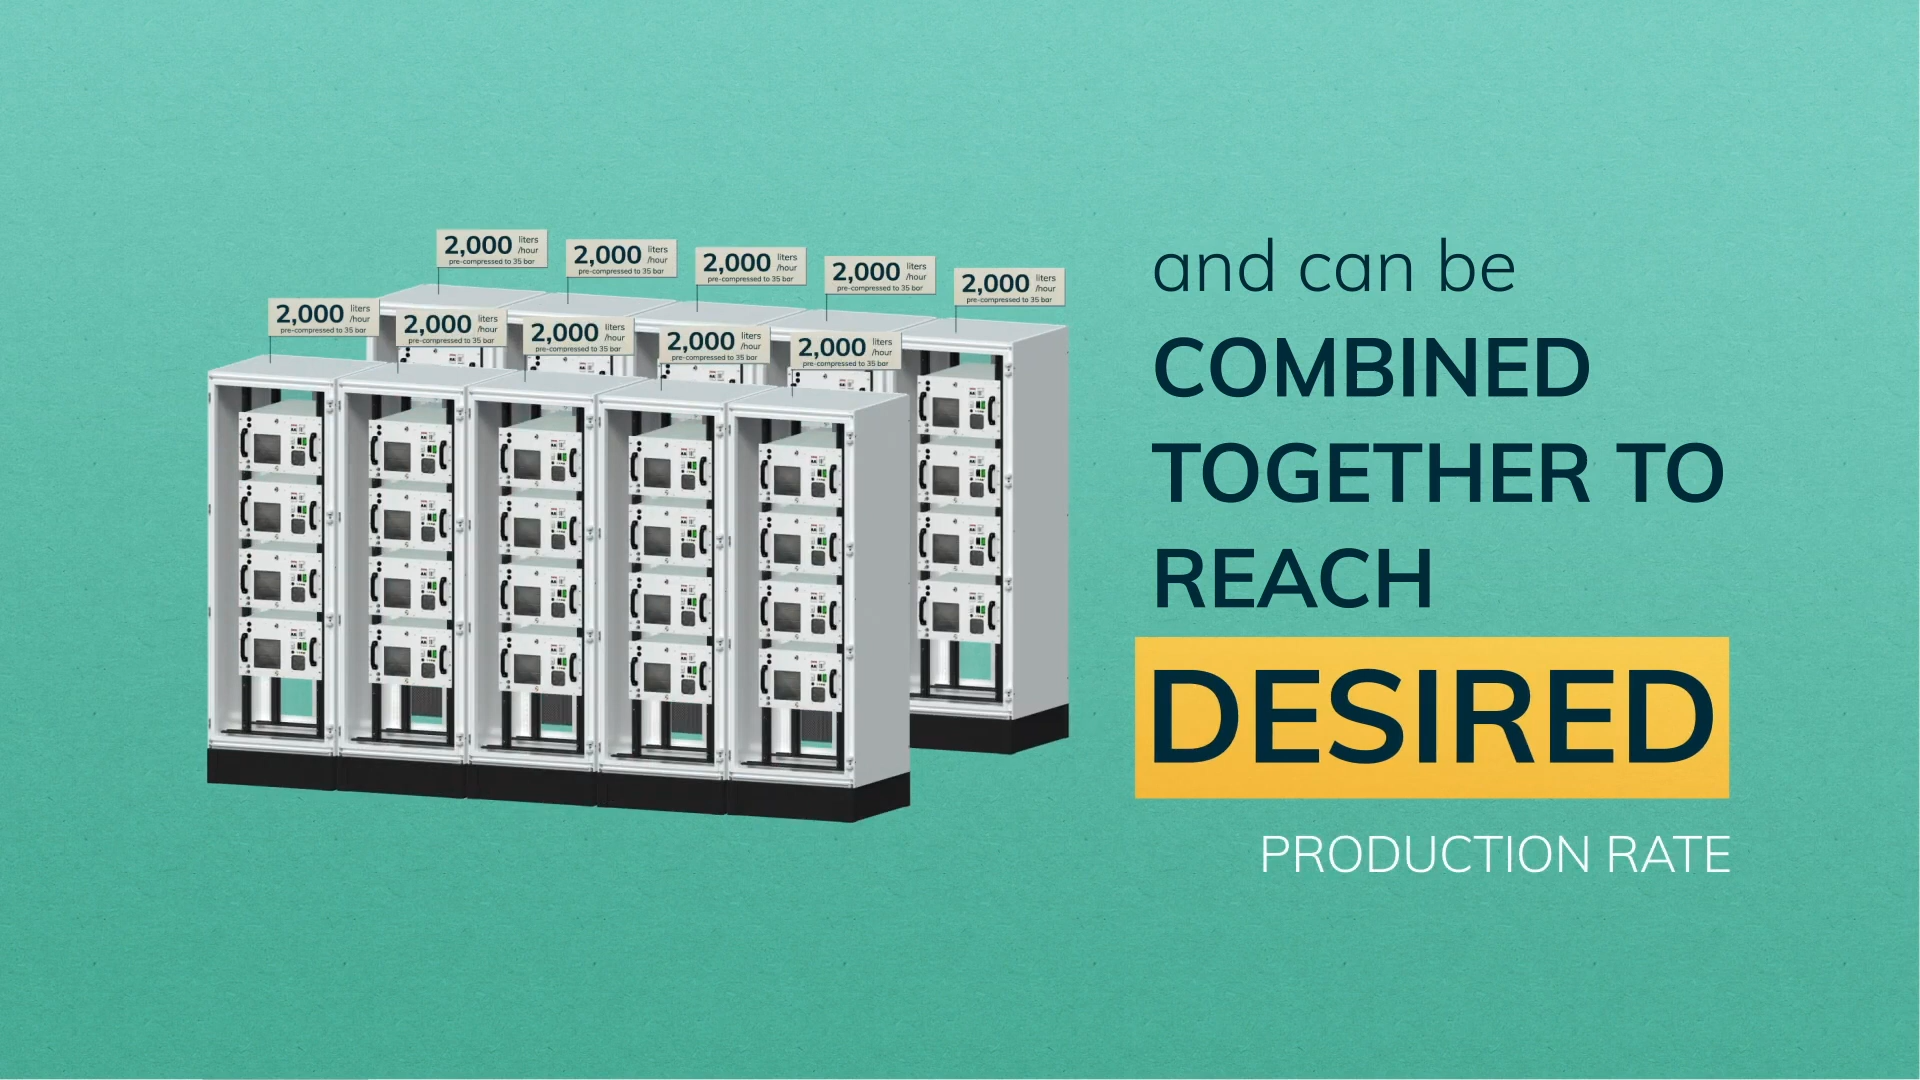 2,000 liters /hour
pre-compressed to 35 bar
2,000 liters /hour
pre-compressed to 35 bar
2,000 liters /hour
pre-compressed to 35 bar
2,000 liters /hour
pre-compressed to 35 bar
2,000 liters /hour
pre-compressed to 35 bar
2,000 liters /hour
pre-compressed to 35 bar
2,000 liters /hour
pre-compressed to 35 bar
2,000 liters /hour
pre-compressed to 35 bar
2,000 liters /hour
pre-compressed to 35 bar
2,000 liters /hour
pre-compressed to 35 bar
and can be
COMBINED
TOGETHER TO
REACH
DESIRED
PRODUCTION RATE